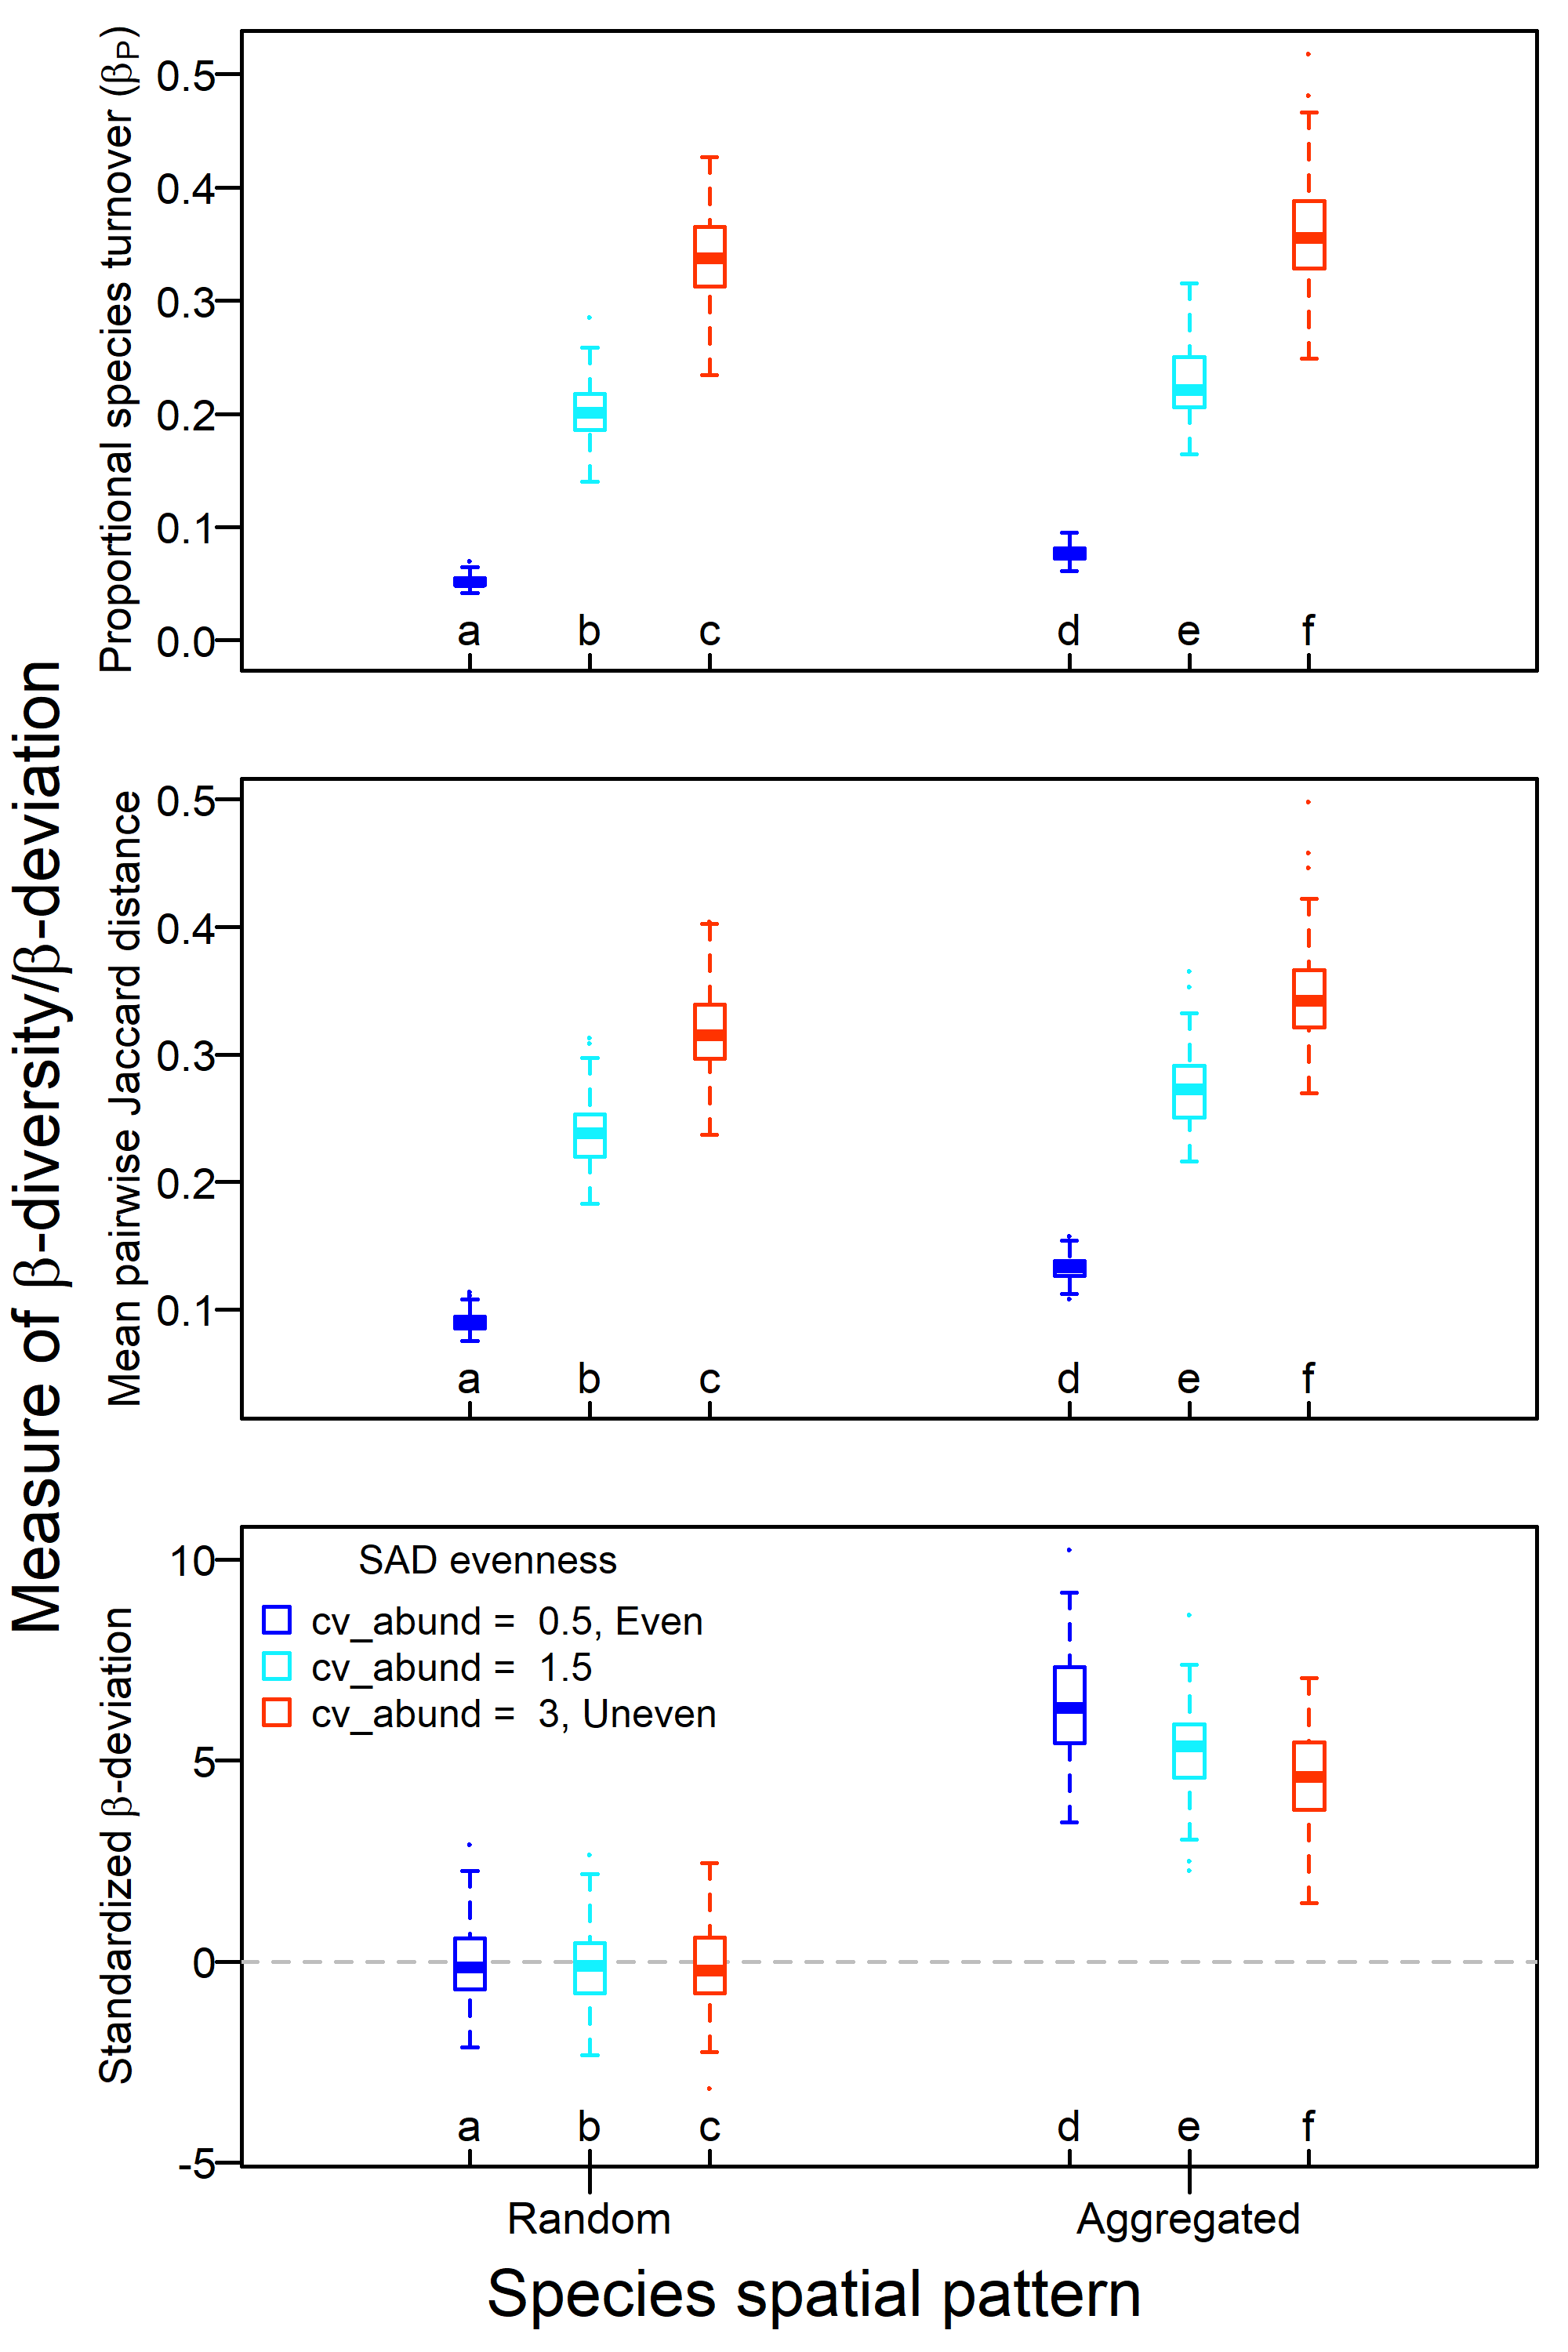 Measure of β-diversity/β-deviation
Proportional species turnover (βP)
0.5
0.4
0.3
0.2
0.1
0.0
a b c d e f
Mean pairwise Jaccard distance
0.5
0.4
0.3
0.2
0.1
a b c d e f
Standardized β-deviation
10
5
0
-5
SAD evenness
cv_abund = 0.5, Even
cv_abund = 1.5
cv_abund = 3, Uneven
a b c d e f
Random Aggregated
Species spatial pattern